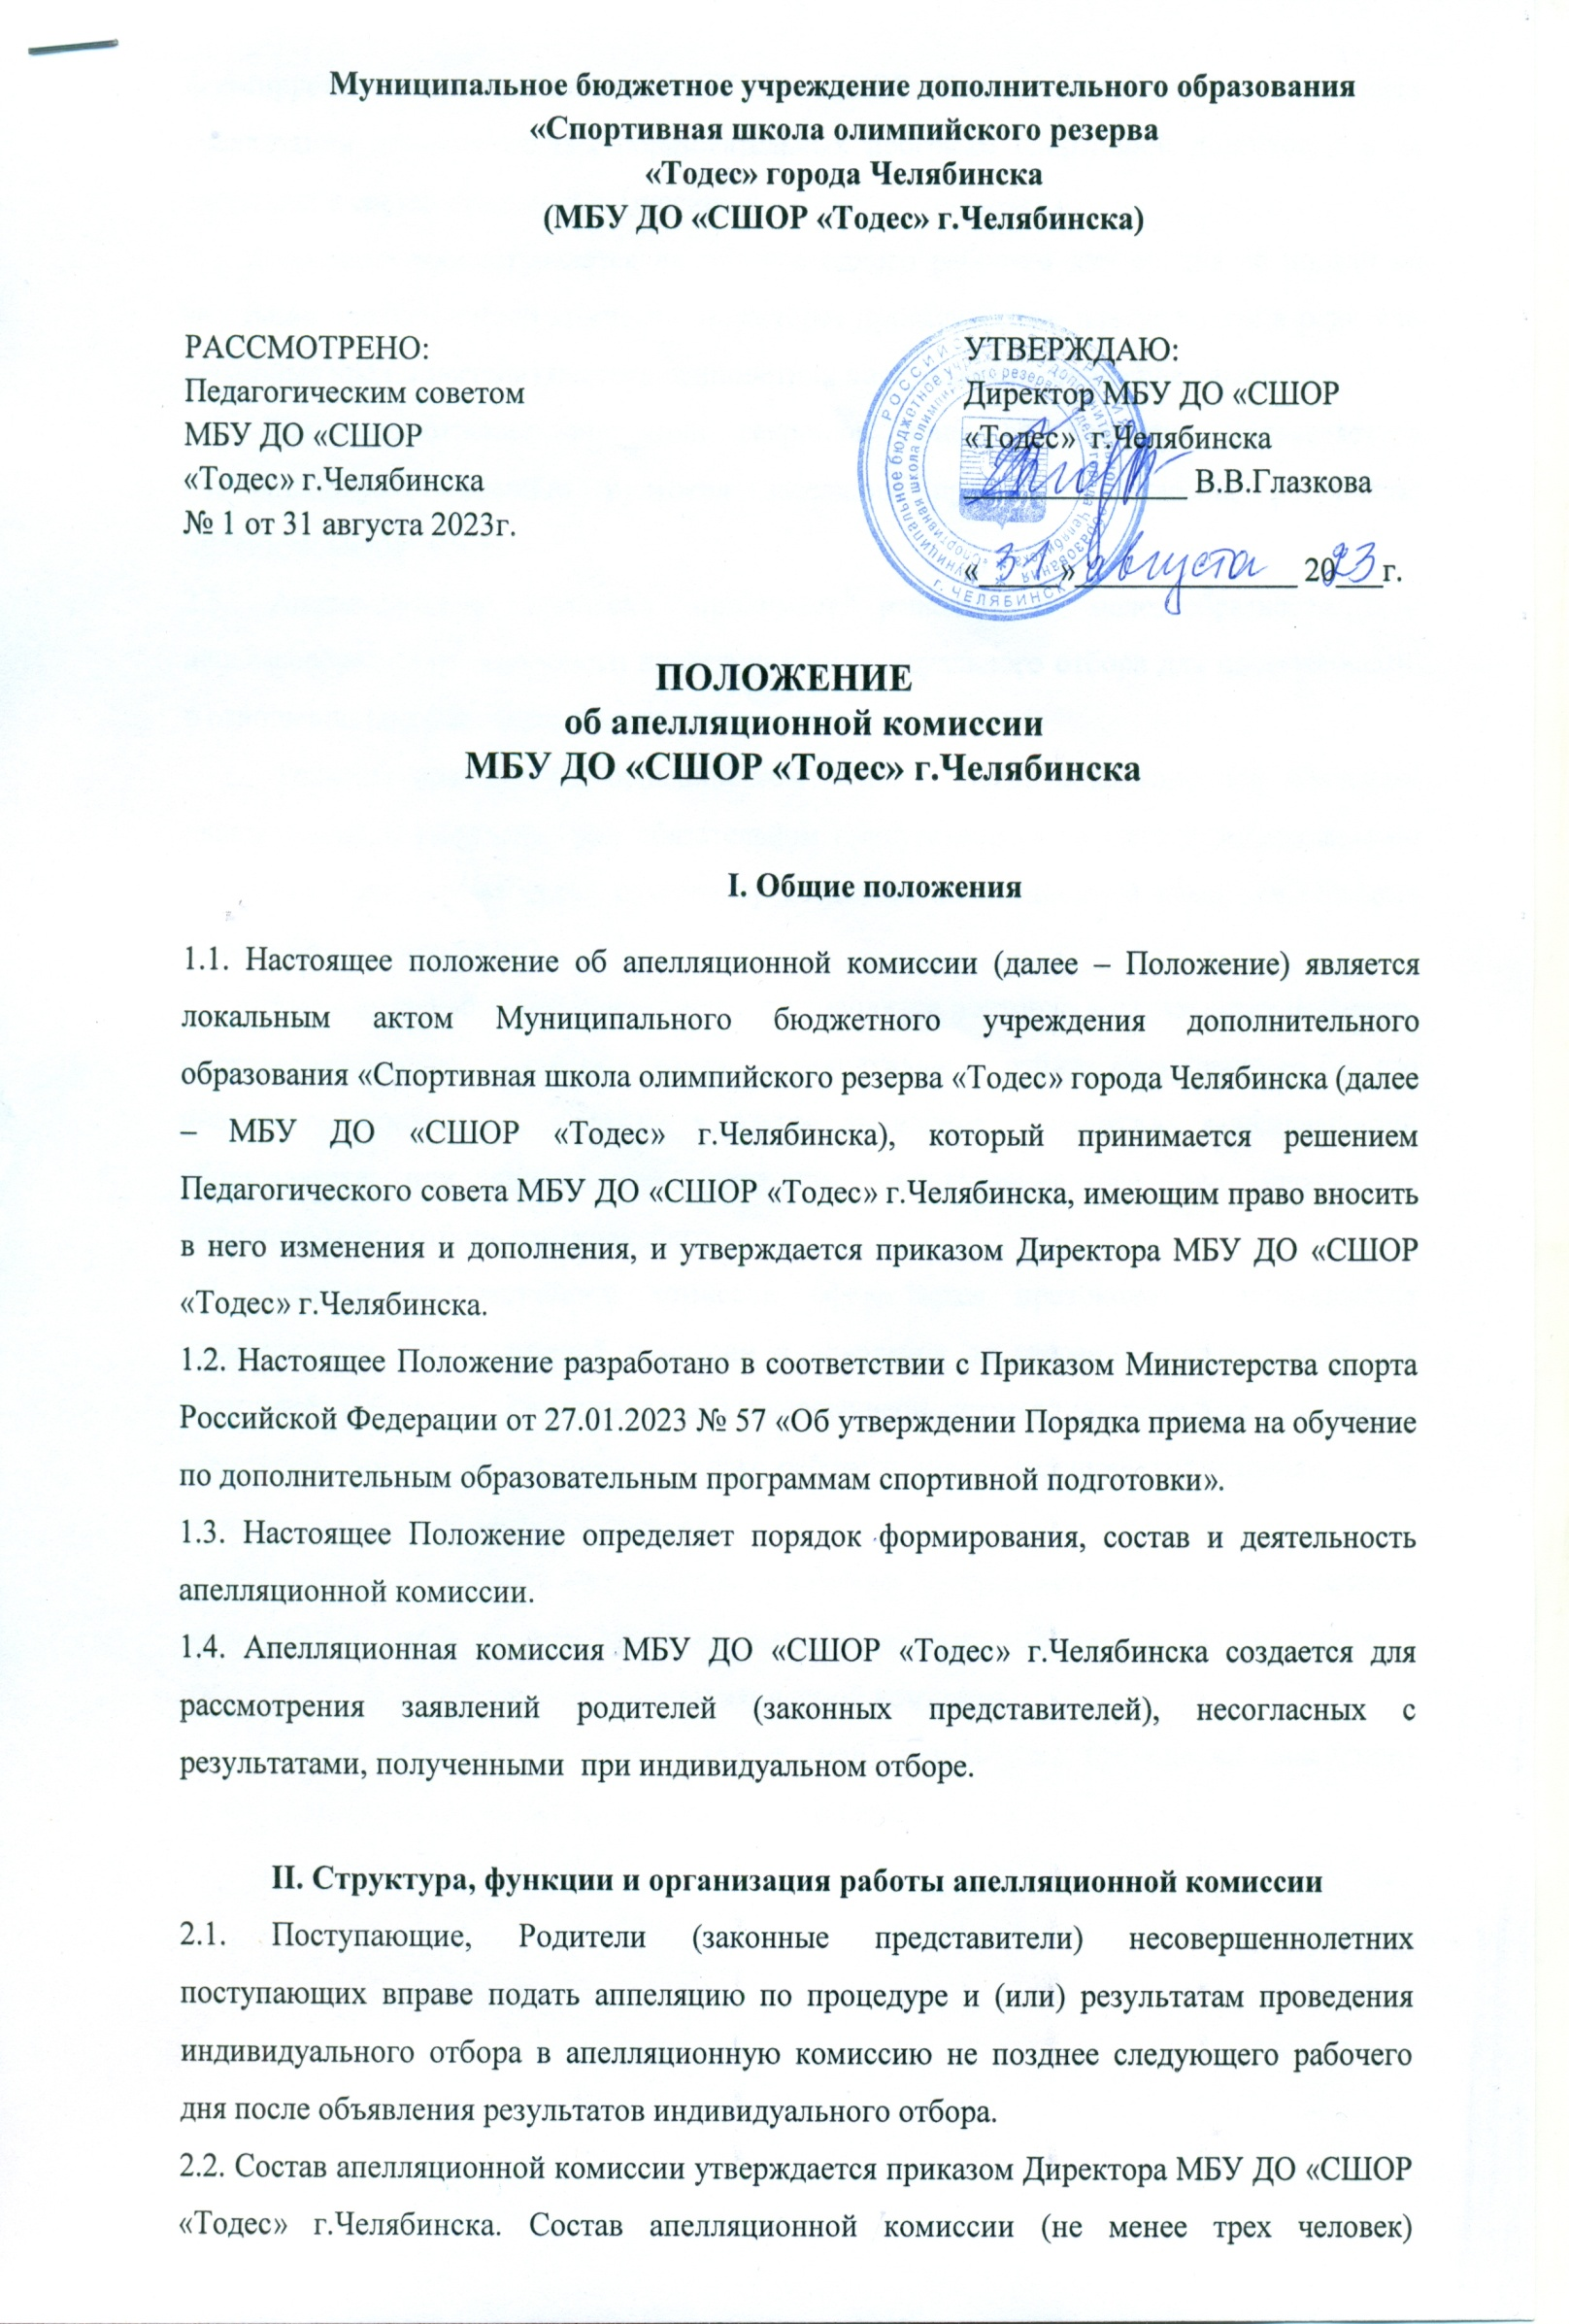 Муниципальное бюджетное учреждение дополнительного образования
«Спортивная школа олимпийского резерва
«Тодес» города Челябинска
(МБУ ДО «СШОР «Тодес» г.Челябинска)
РАССМОТРЕНО:
Педагогическим советом
МБУ ДО «СШОР
«Тодес» г.Челябинска
№ 1 от 31 августа 2023г.
УТВЕРЖДАЮ:
Директор МБУ ДО «СШОР
«Тодес» г.Челябинска
В.В.Глазкова
«31» августа 2023г.
г. ЧЕЛЯБИНСК
ПОЛОЖЕНИЕ
об апелляционной комиссии
МБУ ДО «СШОР «Тодес» г.Челябинска
I. Общие положения
1.1. Настоящее положение об апелляционной комиссии (далее – Положение) является
локальным актом Муниципального бюджетного учреждения дополнительного
образования «Спортивная школа олимпийского резерва «Тодес» города Челябинска (далее
– МБУ ДО «СШОР «Тодес» г.Челябинска), который принимается решением
Педагогического совета МБУ ДО «СШОР «Тодес» г.Челябинска, имеющим право вносить
в него изменения и дополнения, и утверждается приказом Директора МБУ ДО «СШОР
«Тодес» г.Челябинска.
1.2. Настоящее Положение разработано в соответствии с Приказом Министерства спорта
Российской Федерации от 27.01.2023 № 57 «Об утверждении Порядка приема на обучение
по дополнительным образовательным программам спортивной подготовки».
1.3. Настоящее Положение определяет порядок формирования, состав и деятельность
апелляционной комиссии.
1.4. Апелляционная комиссия МБУ ДО «СШОР «Тодес» г.Челябинска создается для
рассмотрения заявлений родителей (законных представителей), несогласных с
результатами, полученными при индивидуальном отборе.
II. Структура, функции и организация работы апелляционной комиссии
2.1. Поступающие, Родители (законные представители) несовершеннолетних
поступающих вправе подать аппеляцию по процедуре и (или) результатам проведения
индивидуального отбора в апелляционную комиссию не позднее следующего рабочего
дня после объявления результатов индивидуального отбора.
2.2. Состав апелляционной комиссии утверждается приказом Директора МБУ ДО «СШОР
«Тодес» г.Челябинска. Состав апелляционной комиссии (не менее трех человек)